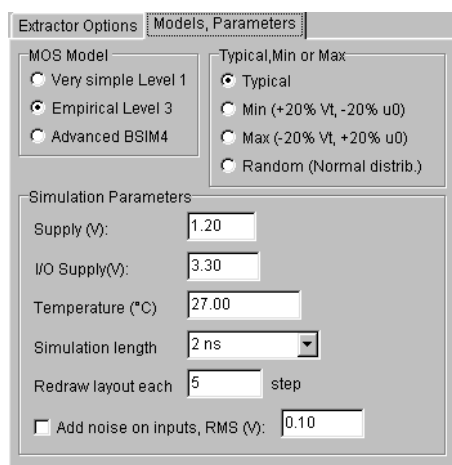 Extractor Options Models, Parameters
MOS Model
Very simple Level 1
Empirical Level 3
Advanced BSIM4
Typical,Min or Max
Typical
Min (+20% Vt, -20% u0)
Max (-20% Vt, +20% u0)
Random (Normal distrib.)
Simulation Parameters
Supply (V): 1.20
I/O Supply(V): 3.30
Temperature (°C) 27.00
Simulation length 2 ns
Redraw layout each 5 step
Add noise on inputs, RMS (V): 0.10